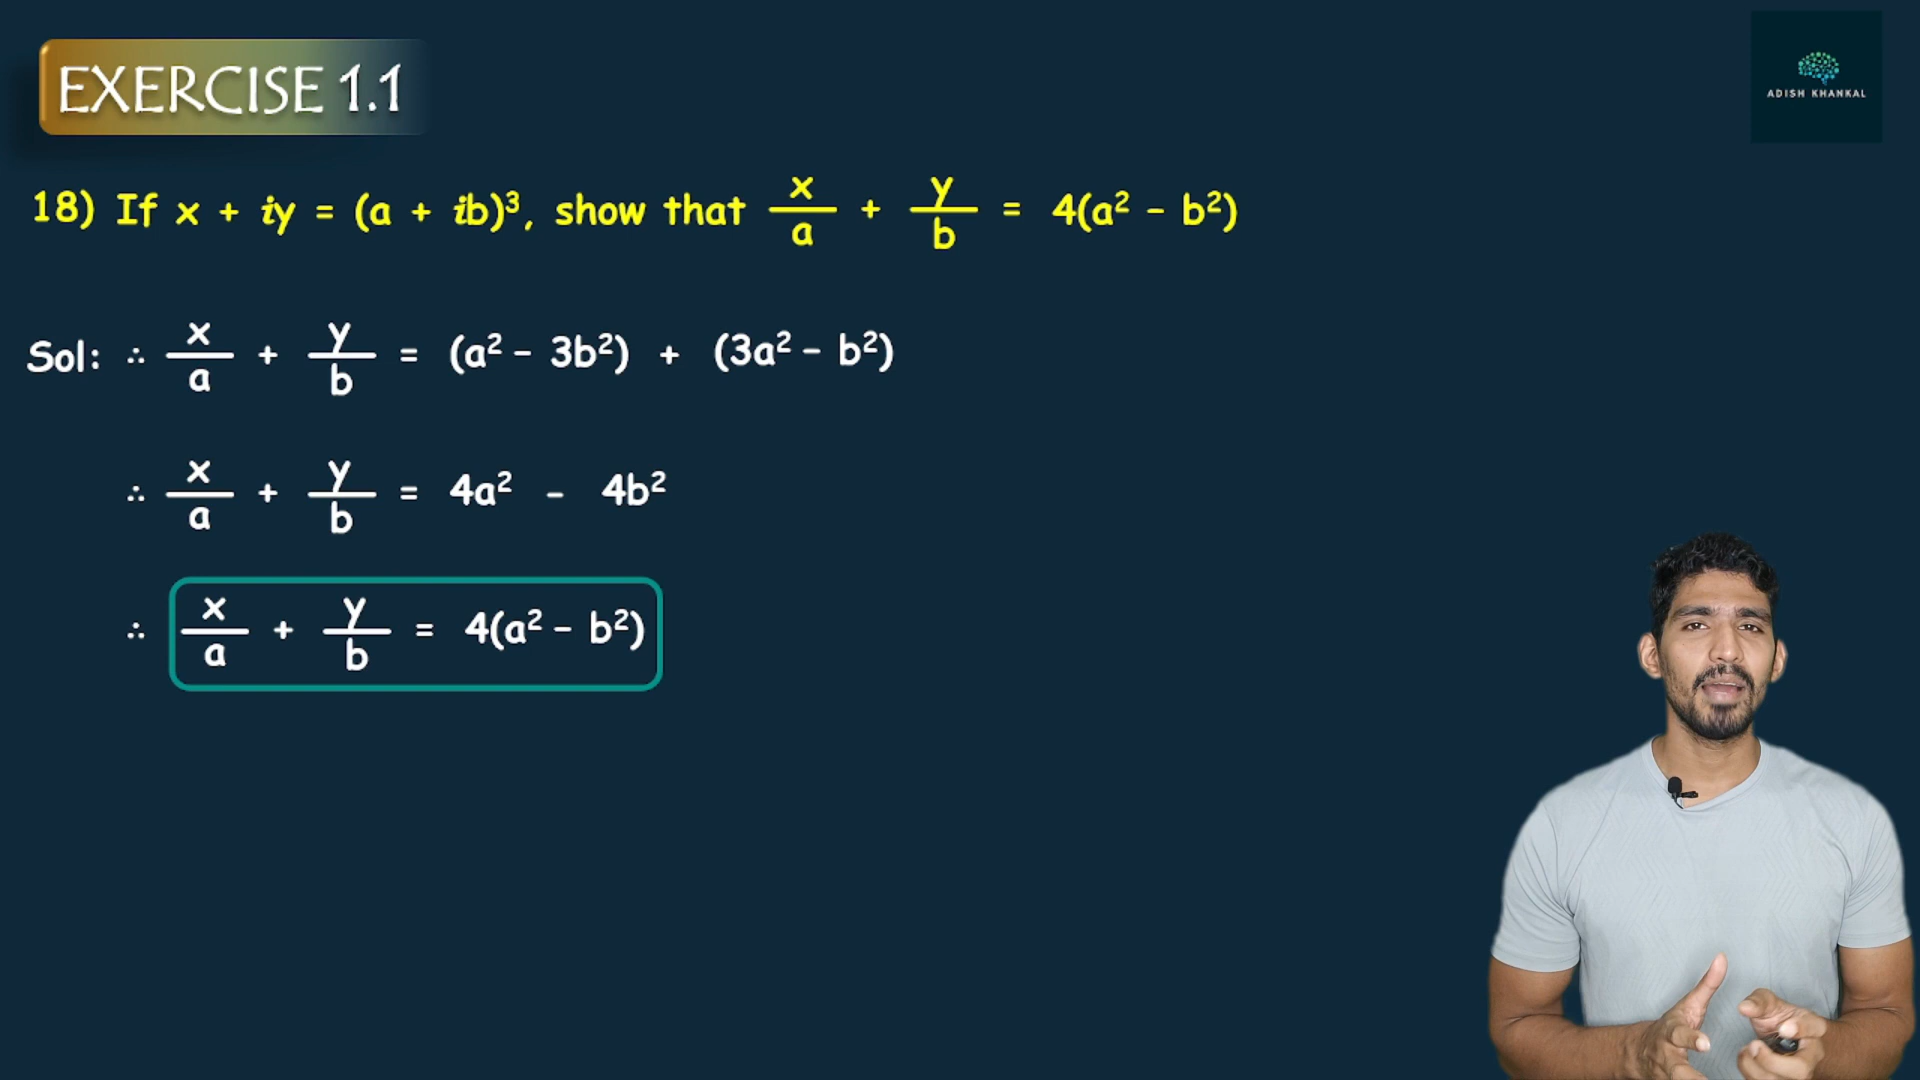 EXERCISE 1.1
ADISH KHANKAL
18) If x + iy = (a + ib)³, show that x/a + y/b = 4(a² - b²)
Sol: ∴ x/a + y/b = (a² - 3b²) + (3a² - b²)
∴ x/a + y/b = 4a² - 4b²
∴ x/a + y/b = 4(a² - b²)